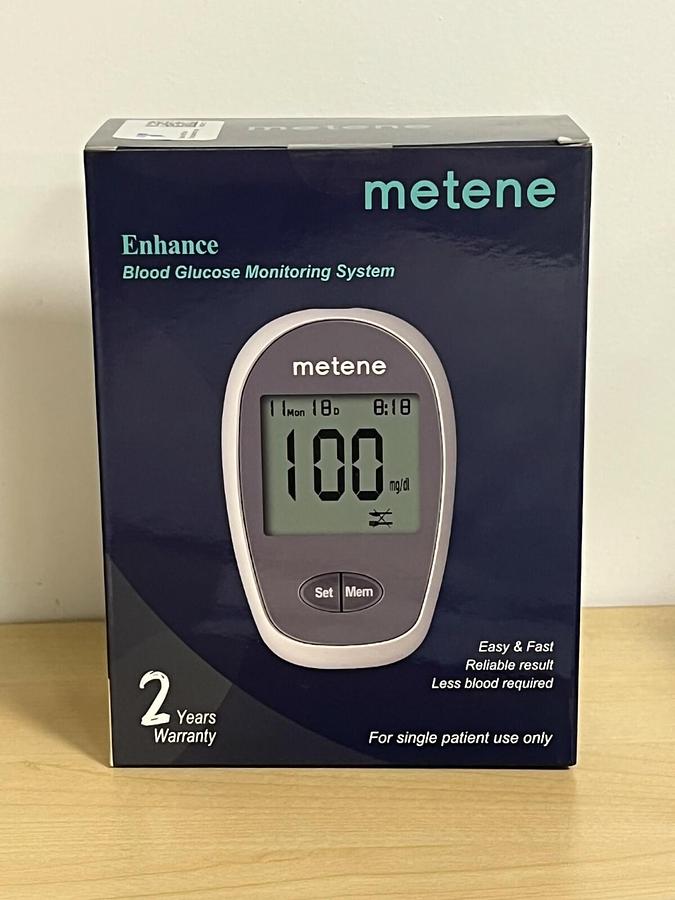 metene
metene
Enhance
Blood Glucose Monitoring System
metene
11Mon 18D 8:18
100 mg/dl
Set Mem
Easy & Fast
Reliable result
Less blood required
2 Years
Warranty
For single patient use only